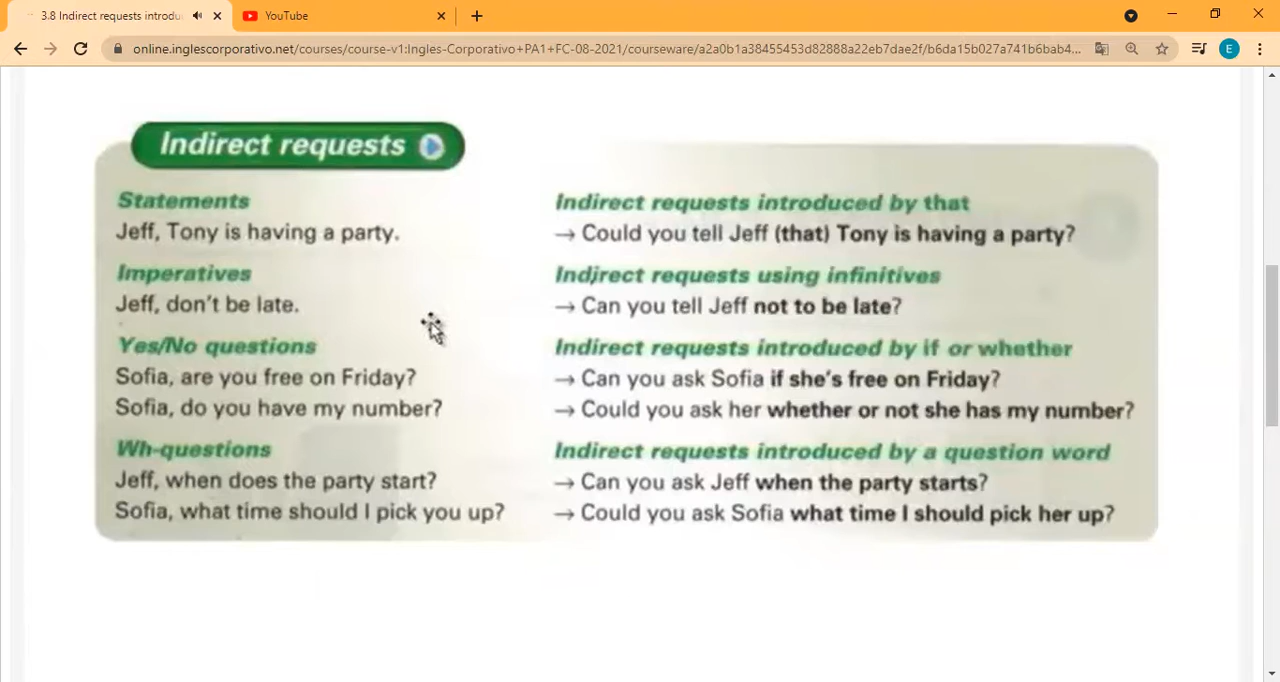 3.8 Indirect requests introdu
YouTube
online.inglescorporativo.net/courses/course-v1:Ingles-Corporativo+PA1+FC-08-2021/courseware/a2a0b1a38455453d82888a22eb7dae2f/b6da15b027a741b6bab4...
E
Indirect requests
Statements
Jeff, Tony is having a party.
Imperatives
Jeff, don't be late.
Yes/No questions
Sofia, are you free on Friday?
Sofia, do you have my number?
Wh-questions
Jeff, when does the party start?
Sofia, what time should I pick you up?
Indirect requests introduced by that
→ Could you tell Jeff (that) Tony is having a party?
Indirect requests using infinitives
→ Can you tell Jeff not to be late?
Indirect requests introduced by if or whether
→ Can you ask Sofia if she's free on Friday?
→ Could you ask her whether or not she has my number?
Indirect requests introduced by a question word
→ Can you ask Jeff when the party starts?
→ Could you ask Sofia what time I should pick her up?